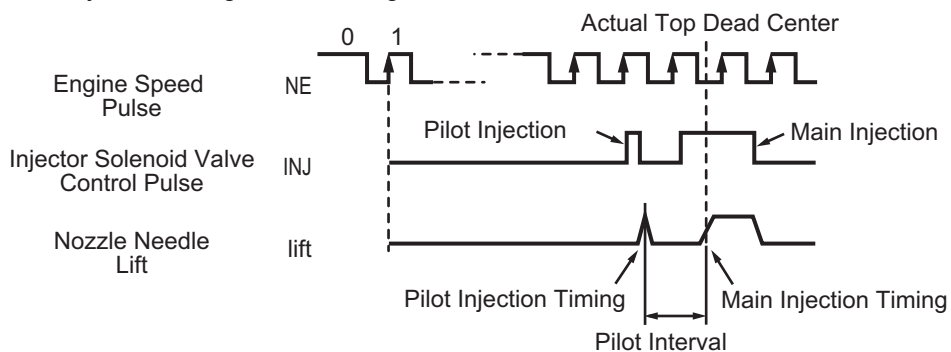 Actual Top Dead Center
0 1
Engine Speed
Pulse
NE
Pilot Injection
Main Injection
Injector Solenoid Valve
Control Pulse
INJ
Nozzle Needle
Lift
lift
Pilot Injection Timing
Main Injection Timing
Pilot Interval